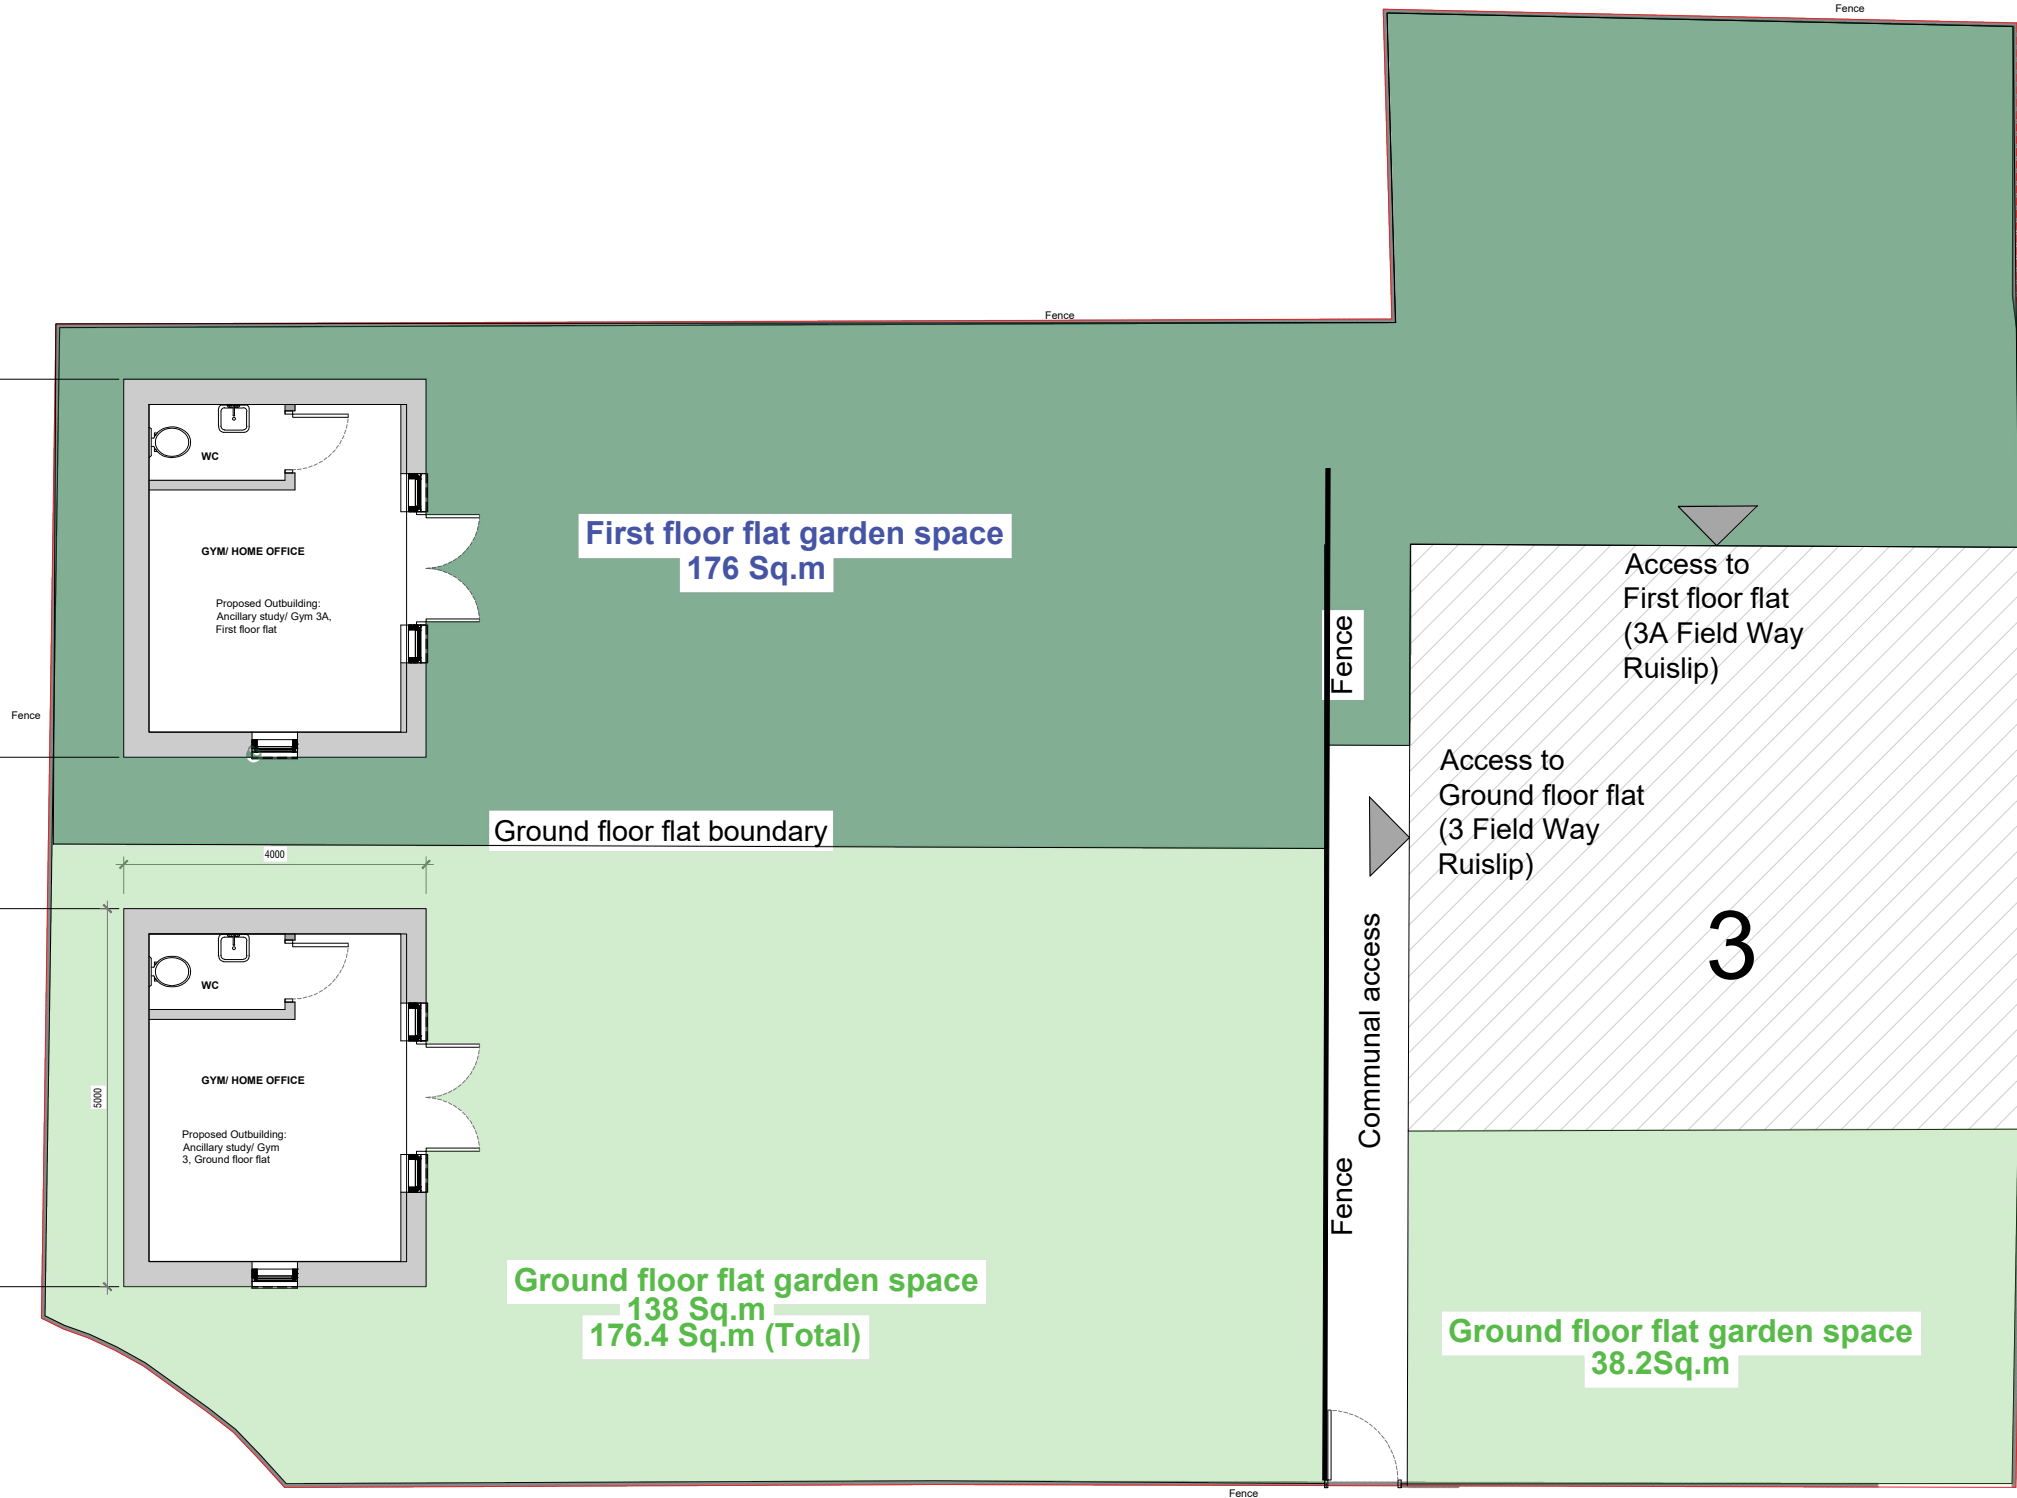 Fence
Fence
WC
GYM/ HOME OFFICE
Proposed Outbuilding:
Ancillary study/ Gym 3A,
First floor flat
First floor flat garden space
176 Sq.m
Fence
Access to
First floor flat
(3A Field Way
Ruislip)
Fence
Access to
Ground floor flat
(3 Field Way
Ruislip)
Ground floor flat boundary
4000
3
Communal access
WC
GYM/ HOME OFFICE
5000
Proposed Outbuilding:
Ancillary study/ Gym
3, Ground floor flat
Fence
Ground floor flat garden space
138 Sq.m
176.4 Sq.m (Total)
Ground floor flat garden space
38.2Sq.m
Fence